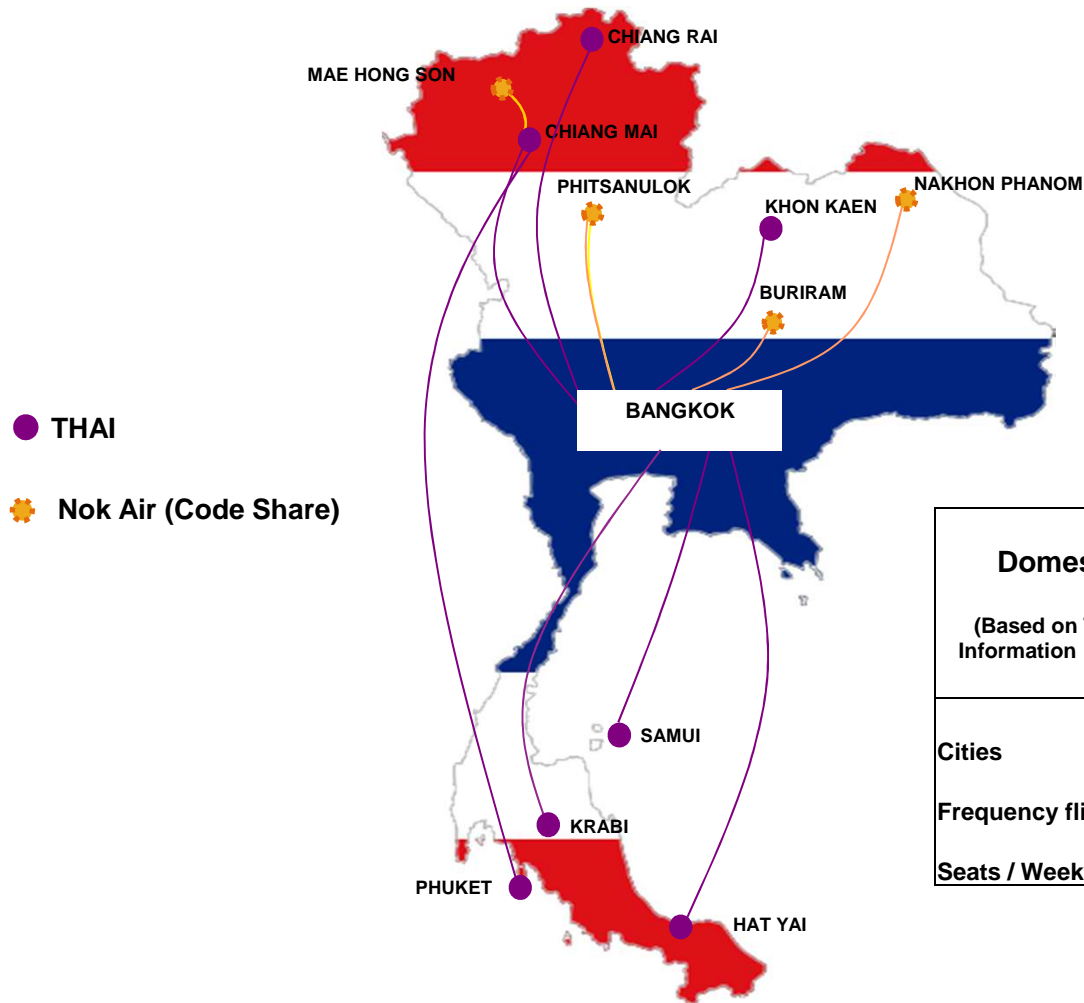 CHIANG RAI
MAE HONG SON
CHIANG MAI
PHITSANULOK
NAKHON PHANOM
KHON KAEN
BURIRAM
BANGKOK
THAI
Nok Air (Code Share)
SAMUI
KRABI
PHUKET
HAT YAI
Domes
(Based on
Information
Cities
Frequency fli
Seats / Week